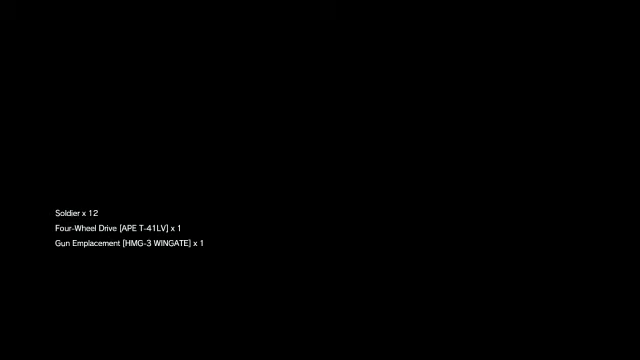 Soldier x 12
Four-Wheel Drive [APE T-41LV] x 1
Gun Emplacement [HMG-3 WINGATE] x 1